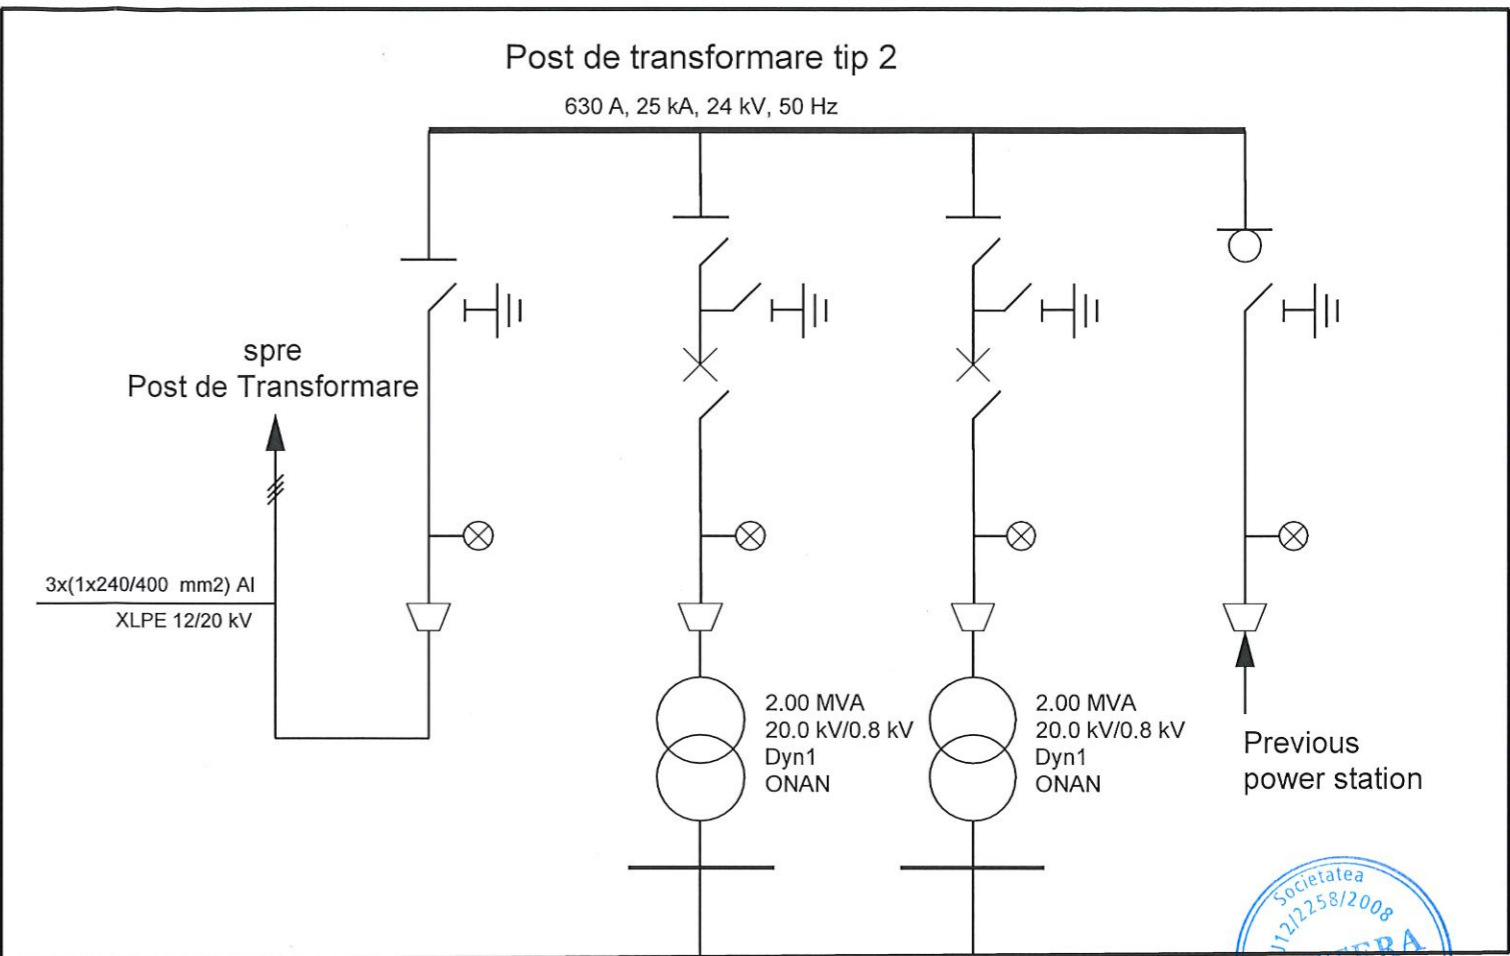 Post de transformare tip 2
630 A, 25 kA, 24 kV, 50 Hz
spre
Post de Transformare
3x(1x240/400 mm2) Al
XLPE 12/20 kV
2.00 MVA
20.0 kV/0.8 kV
Dyn1
ONAN
2.00 MVA
20.0 kV/0.8 kV
Dyn1
ONAN
Previous
power station
Societatea
J12/2258/2008